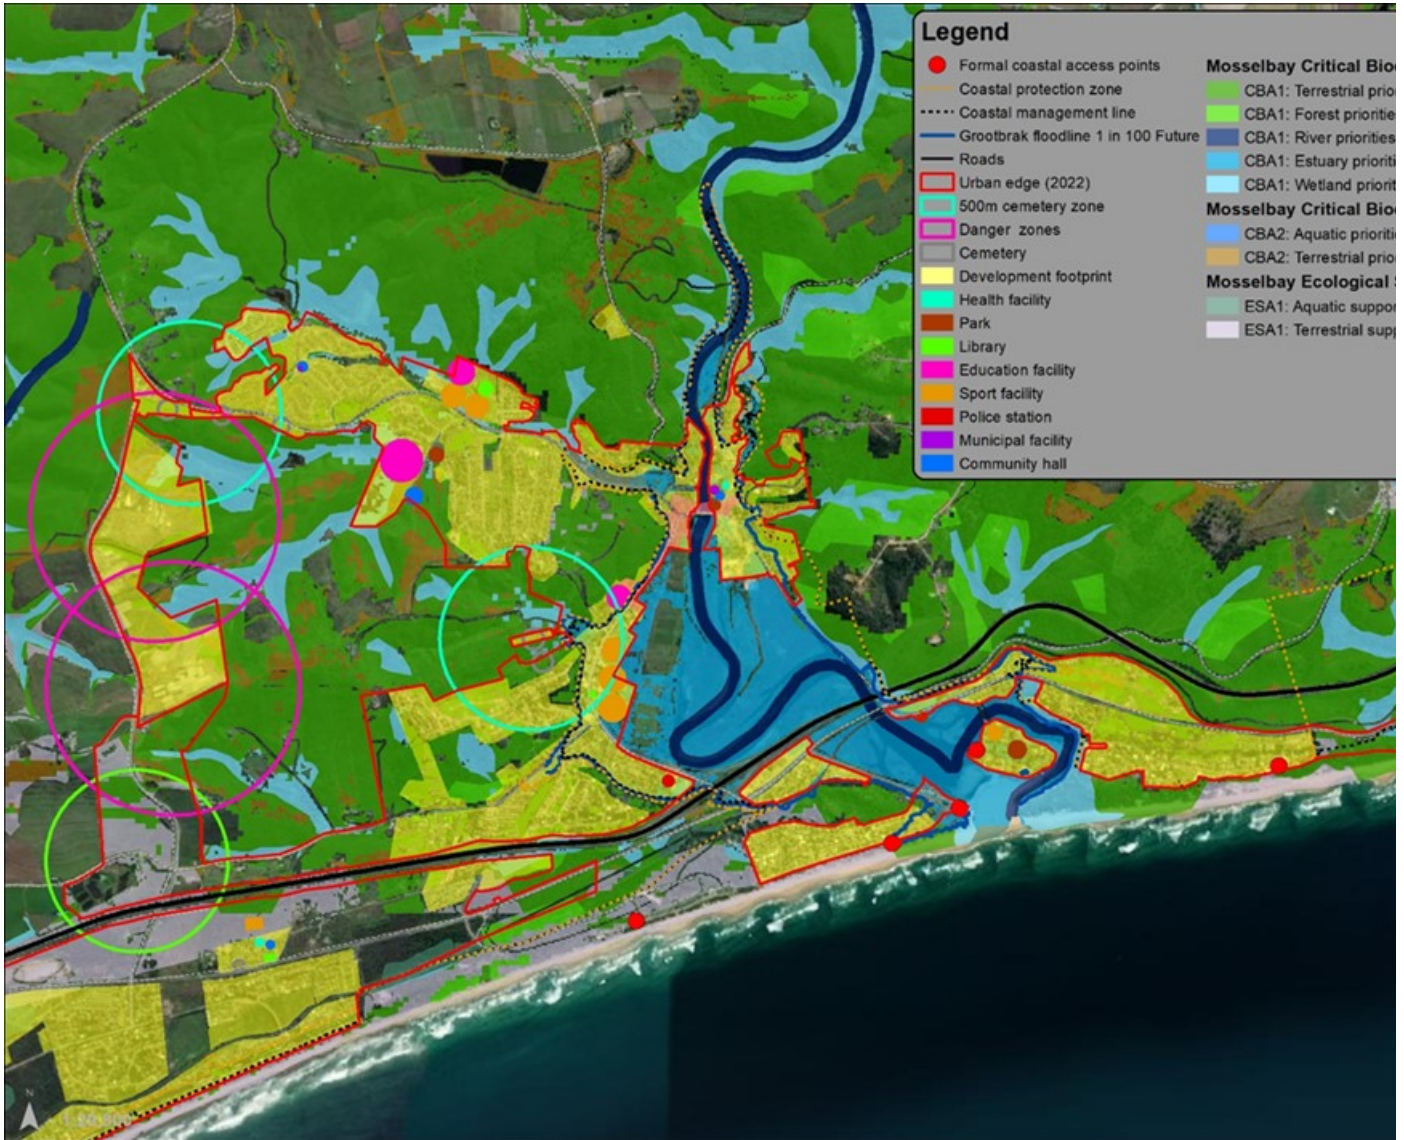 Legend
Formal coastal access points
Coastal protection zone
Coastal management line
Grootbrak floodline 1 in 100 Future
Roads
Urban edge (2022)
500m cemetery zone
Danger zones
Cemetery
Development footprint
Health facility
Park
Library
Education facility
Sport facility
Police station
Municipal facility
Community hall
Mosselbay Critical Bio
CBA1: Terrestrial prio
CBA1: Forest prioritie
CBA1: River priorities
CBA1: Estuary prioriti
CBA1: Wetland priorit
Mosselbay Critical Bio
CBA2: Aquatic prioriti
CBA2: Terrestrial prio
Mosselbay Ecological S
ESA1: Aquatic suppor
ESA1: Terrestrial supp
N